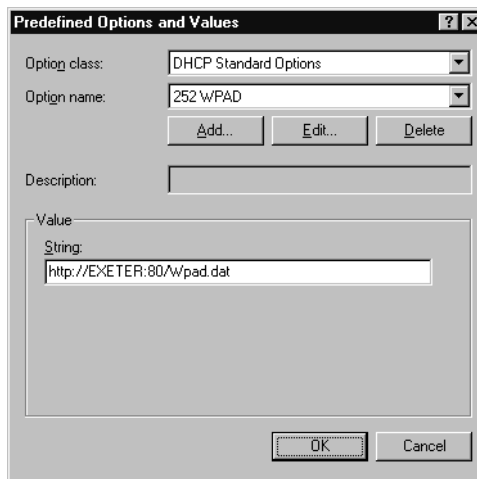 Predefined Options and Values
Option class: DHCP Standard Options
Option name: 252 WPAD
Add... Edit... Delete
Description:
Value
String:
http://EXETER:80/Wpad.dat
OK Cancel